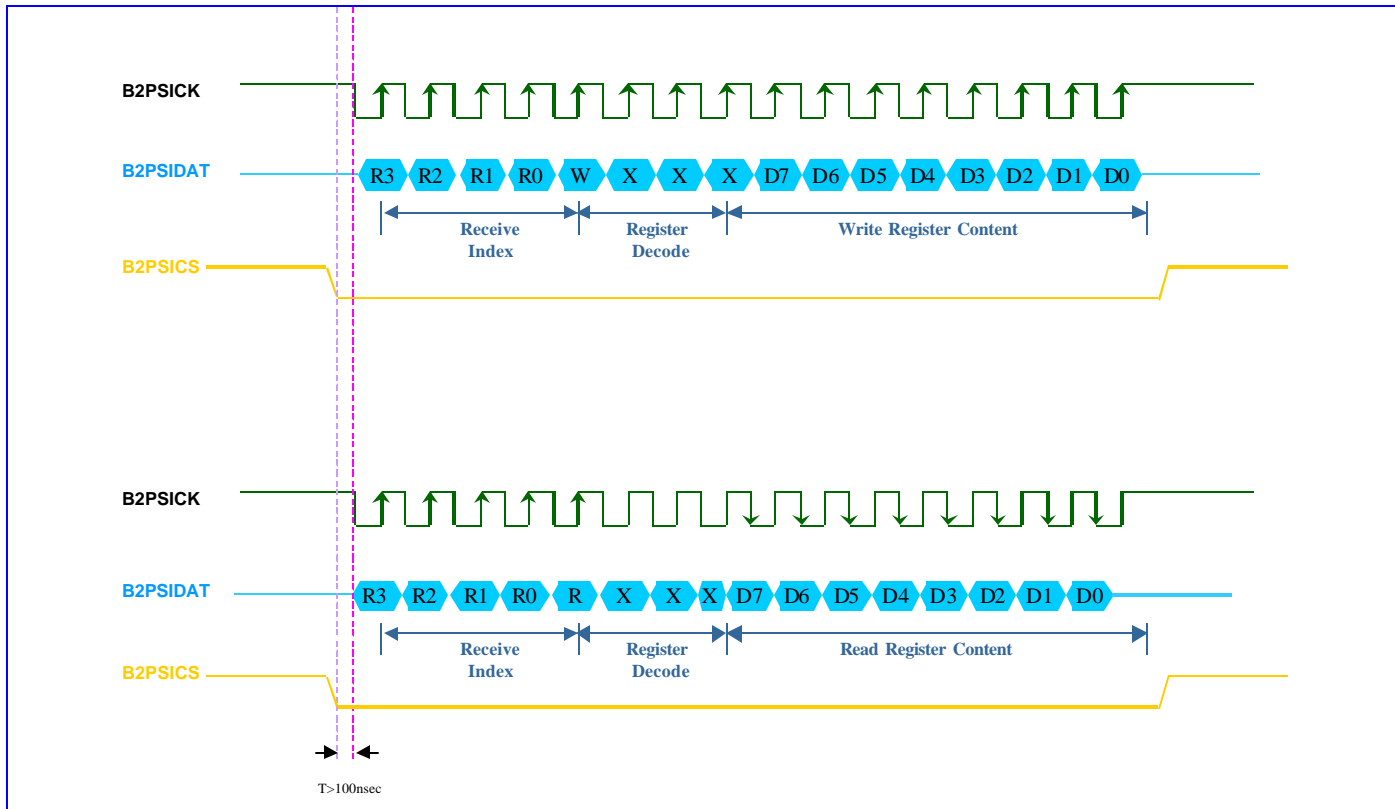 B2PSICK
B2PSIDAT R3 R2 R1 R0 W X X X D7 D6 D5 D4 D3 D2 D1 D0
Receive Register Write Register Content
Index Decode
B2PSICS
B2PSICK
B2PSIDAT R3 R2 R1 R0 R X X X D7 D6 D5 D4 D3 D2 D1 D0
Receive Register Read Register Content
Index Decode
B2PSICS
T>100nsec